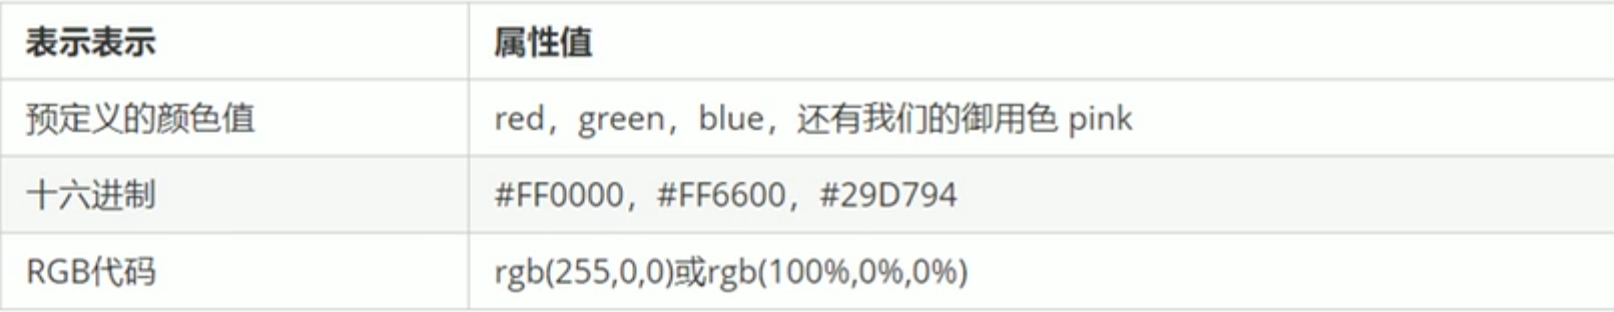 表示表示 属性值
预定义的颜色值 red，green，blue，还有我们的御用色 pink
十六进制 #FF0000，#FF6600，#29D794
RGB代码 rgb(255,0,0)或rgb(100%,0%,0%)